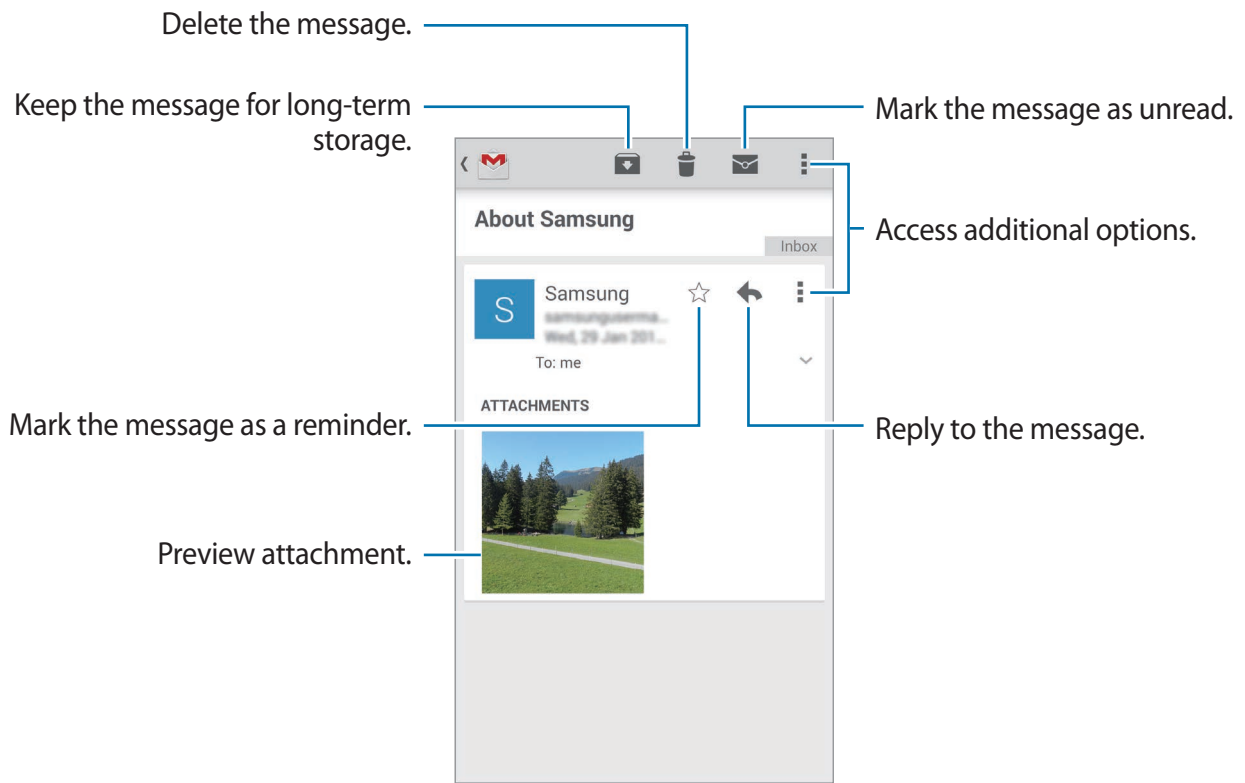 Delete the message.
Keep the message for long-term
storage.
Mark the message as unread.
About Samsung
Inbox
Access additional options.
S
Samsung
To: me
ATTACHMENTS
Mark the message as a reminder.
Reply to the message.
Preview attachment.